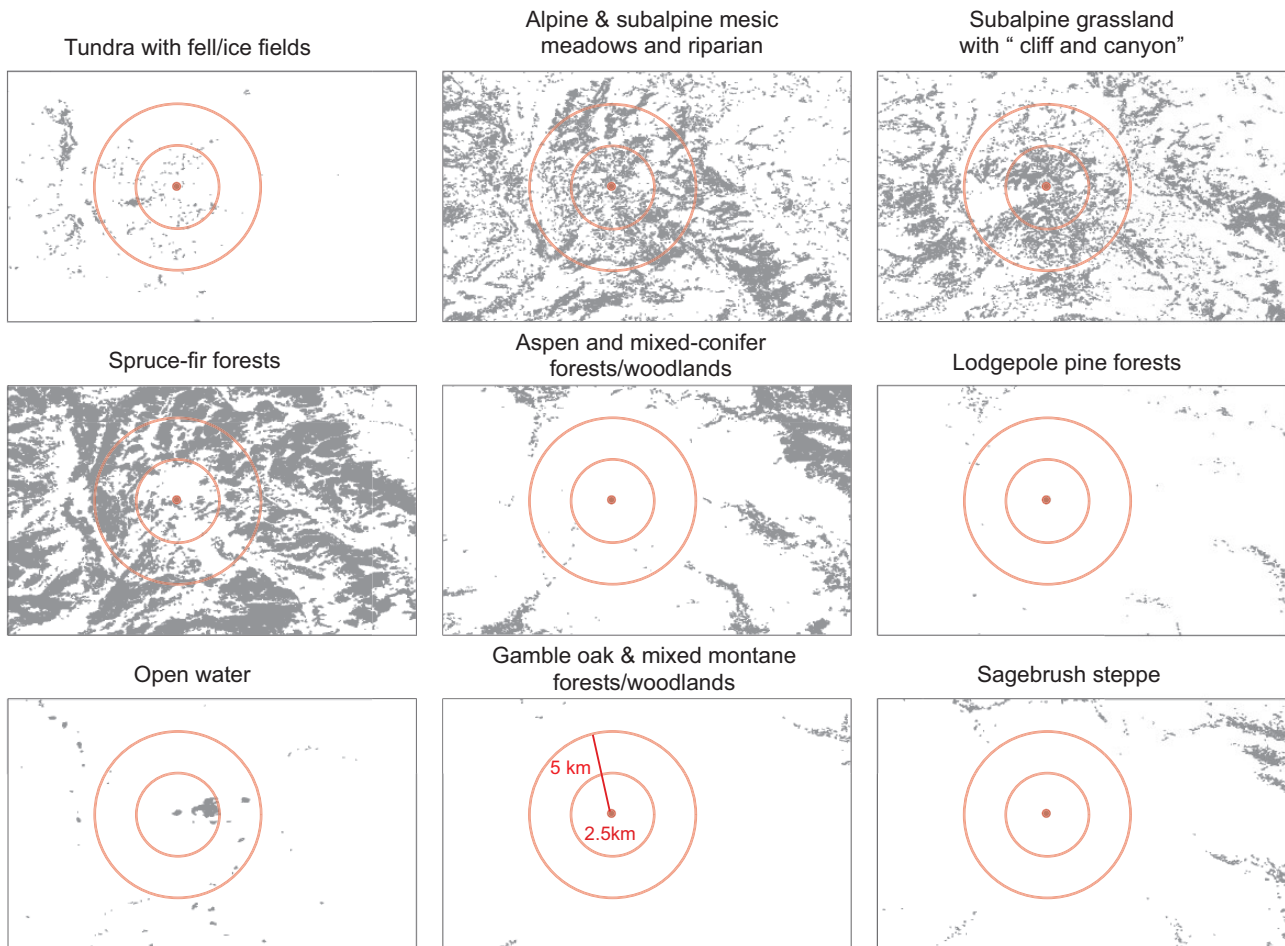 Tundra with fell/ice fields
Alpine & subalpine mesic
meadows and riparian
Subalpine grassland
with “ cliff and canyon”
Spruce-fir forests
Aspen and mixed-conifer
forests/woodlands
Lodgepole pine forests
Open water
Gamble oak & mixed montane
forests/woodlands
Sagebrush steppe
5 km
2.5km